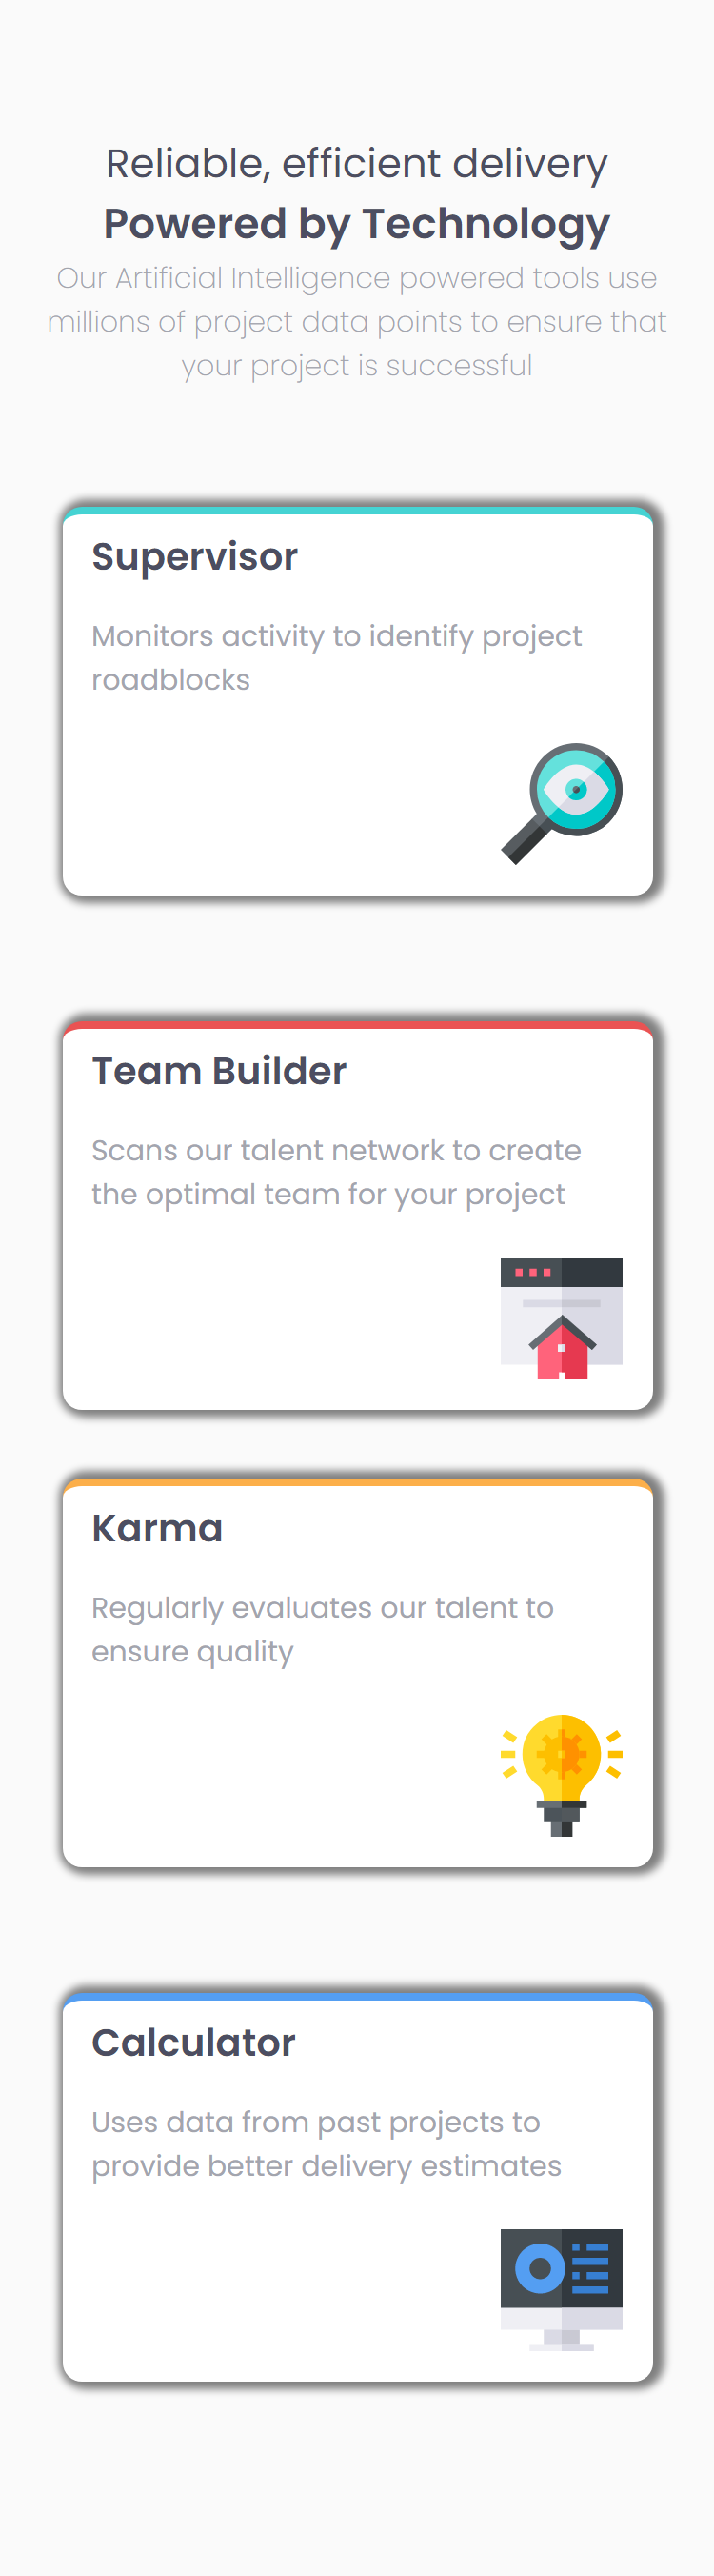 Reliable, efficient delivery
Powered by Technology
Our Artificial Intelligence powered tools use
millions of project data points to ensure that
your project is successful
Supervisor
Monitors activity to identify project
roadblocks
Team Builder
Scans our talent network to create
the optimal team for your project
Karma
Regularly evaluates our talent to
ensure quality
Calculator
Uses data from past projects to
provide better delivery estimates